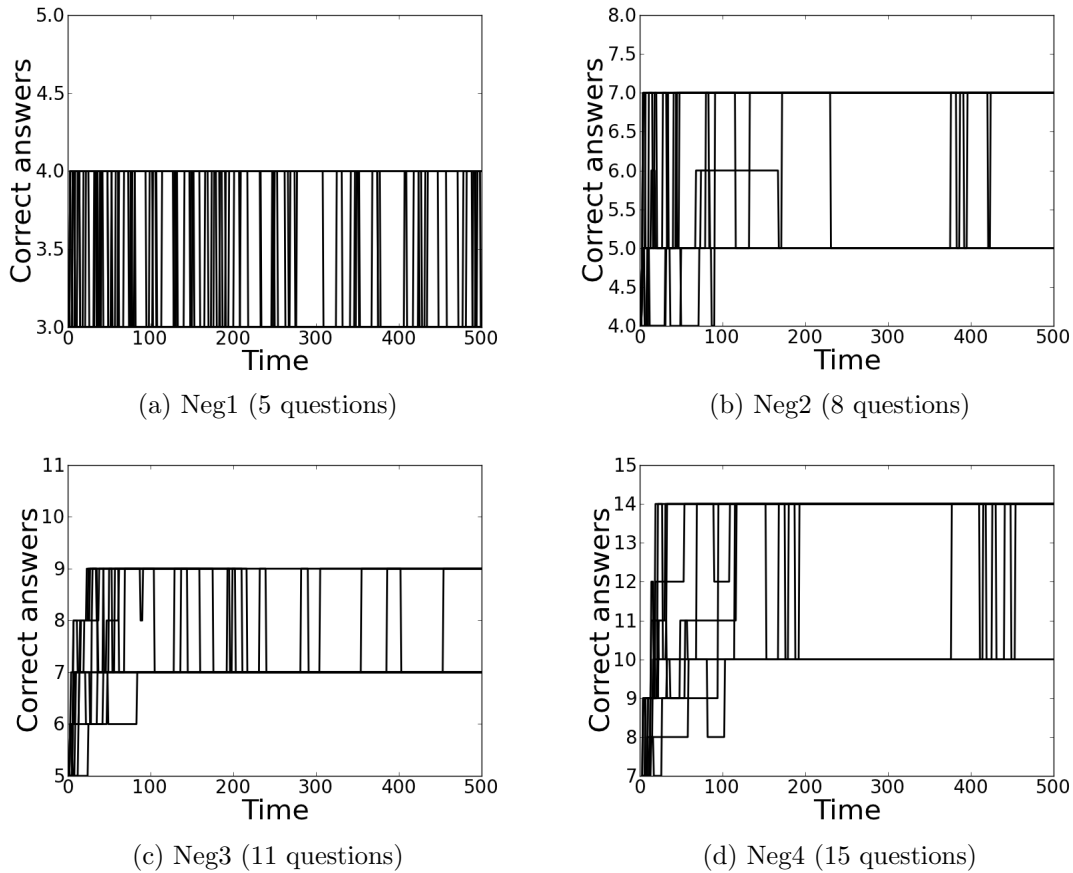 5.0
4.5
4.0
3.5
3.0
Correct answers
0 100 200 300 400 500
Time
(a) Neg1 (5 questions)
8.0
7.5
7.0
6.5
6.0
5.5
5.0
4.5
4.0
Correct answers
0 100 200 300 400 500
Time
(b) Neg2 (8 questions)
11
10
9
8
7
6
5
Correct answers
0 100 200 300 400 500
Time
(c) Neg3 (11 questions)
15
14
13
12
11
10
9
8
7
Correct answers
0 100 200 300 400 500
Time
(d) Neg4 (15 questions)